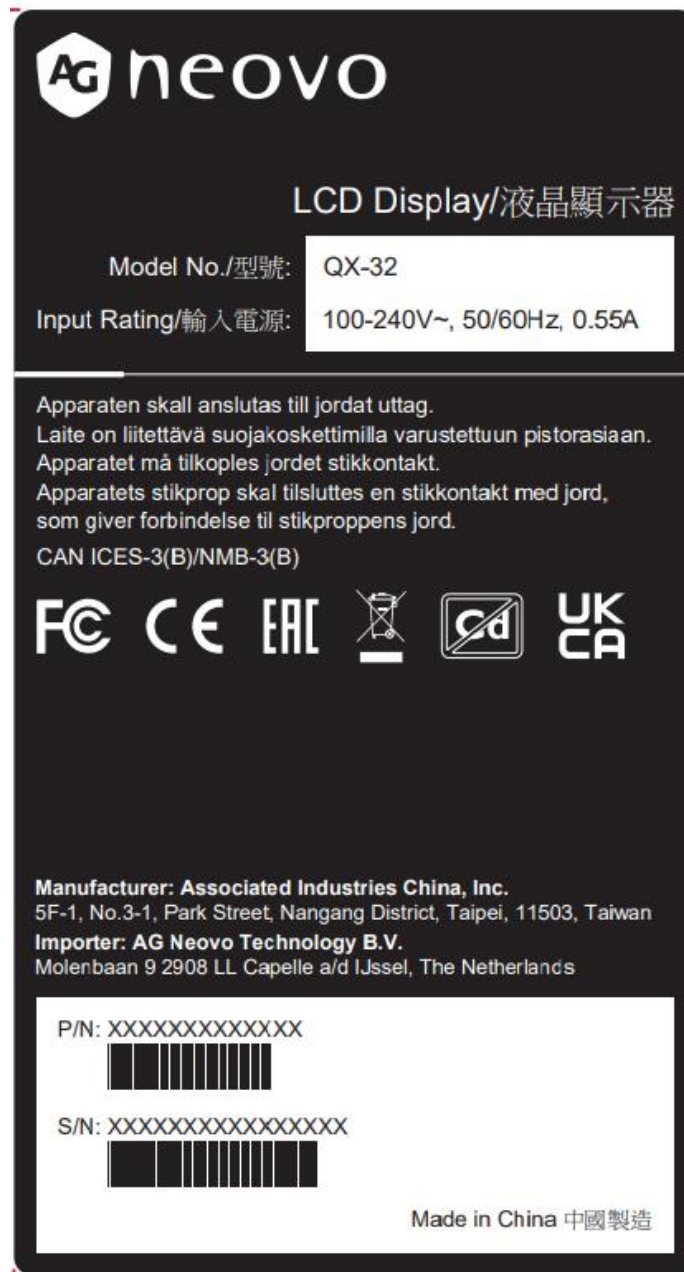 AG neovo
LCD Display/液晶顯示器
Model No./型號: QX-32
Input Rating/輸入電源: 100-240V~, 50/60Hz, 0.55A
Apparaten skall anslutas till jordat uttag.
Laite on liitettävä suojakoskettimilla varustettuun pistorasiaan.
Apparatet må tilkoples jordet stikkontakt.
Apparatets stikprop skal tilsluttes en stikkontakt med jord,
som giver forbindelse til stikproppens jord.
CAN ICES-3(B)/NMB-3(B)
FC CE EAC Cd UK
CA
Manufacturer: Associated Industries China, Inc.
5F-1, No.3-1, Park Street, Nangang District, Taipei, 11503, Taiwan
Importer: AG Neovo Technology B.V.
Molenbaan 9 2908 LL Capelle a/d IJssel, The Netherlands
P/N: XXXXXXXXXXXXX
S/N: XXXXXXXXXXXXXXXX
Made in China 中國製造